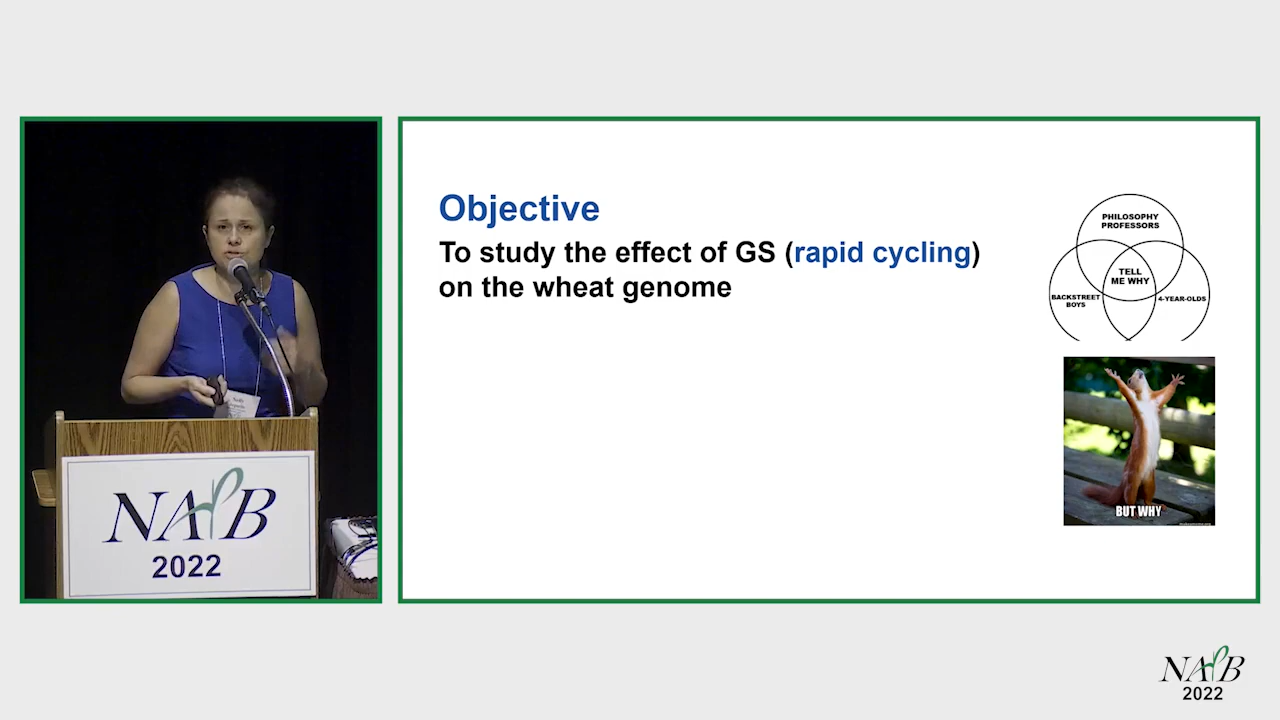 Objective
To study the effect of GS (rapid cycling)
on the wheat genome
PHILOSOPHY
PROFESSORS
TELL
ME WHY
BACKSTREET
BOYS
4-YEAR-OLDS
BUT WHY
NAPB
2022
NAPB
2022